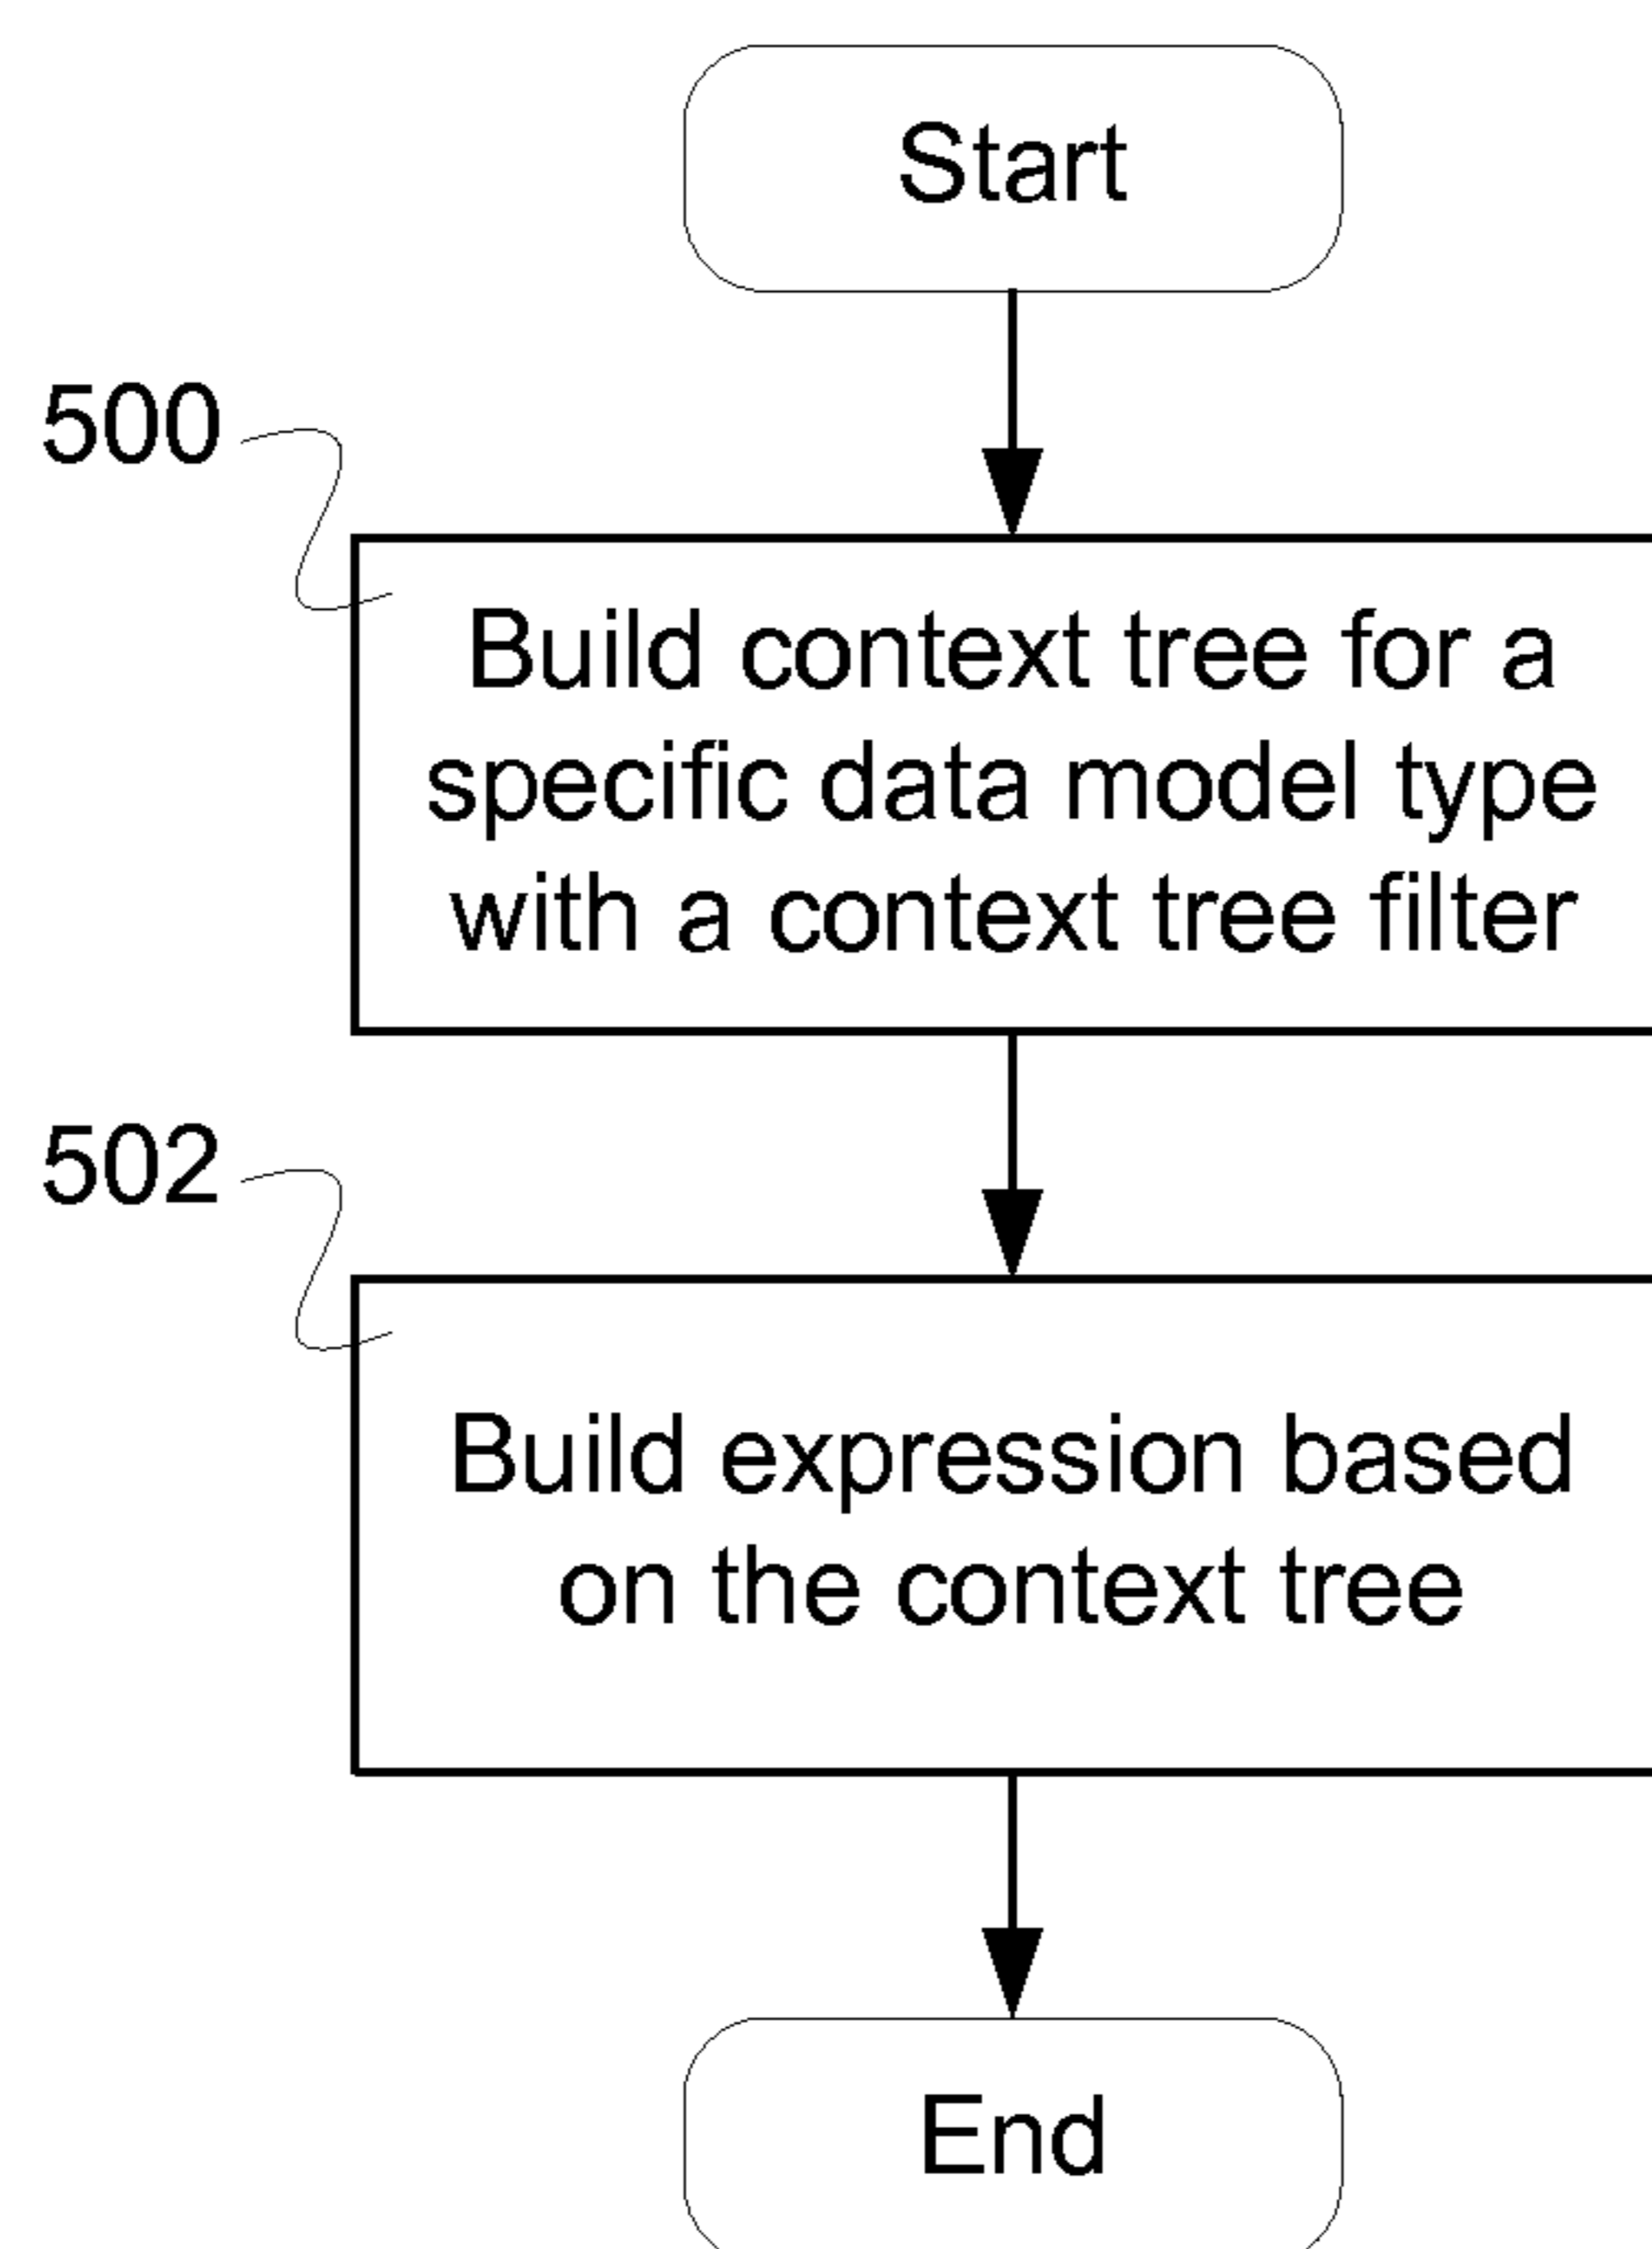 Start
500
Build context tree for a
specific data model type
with a context tree filter
502
Build expression based
on the context tree
End